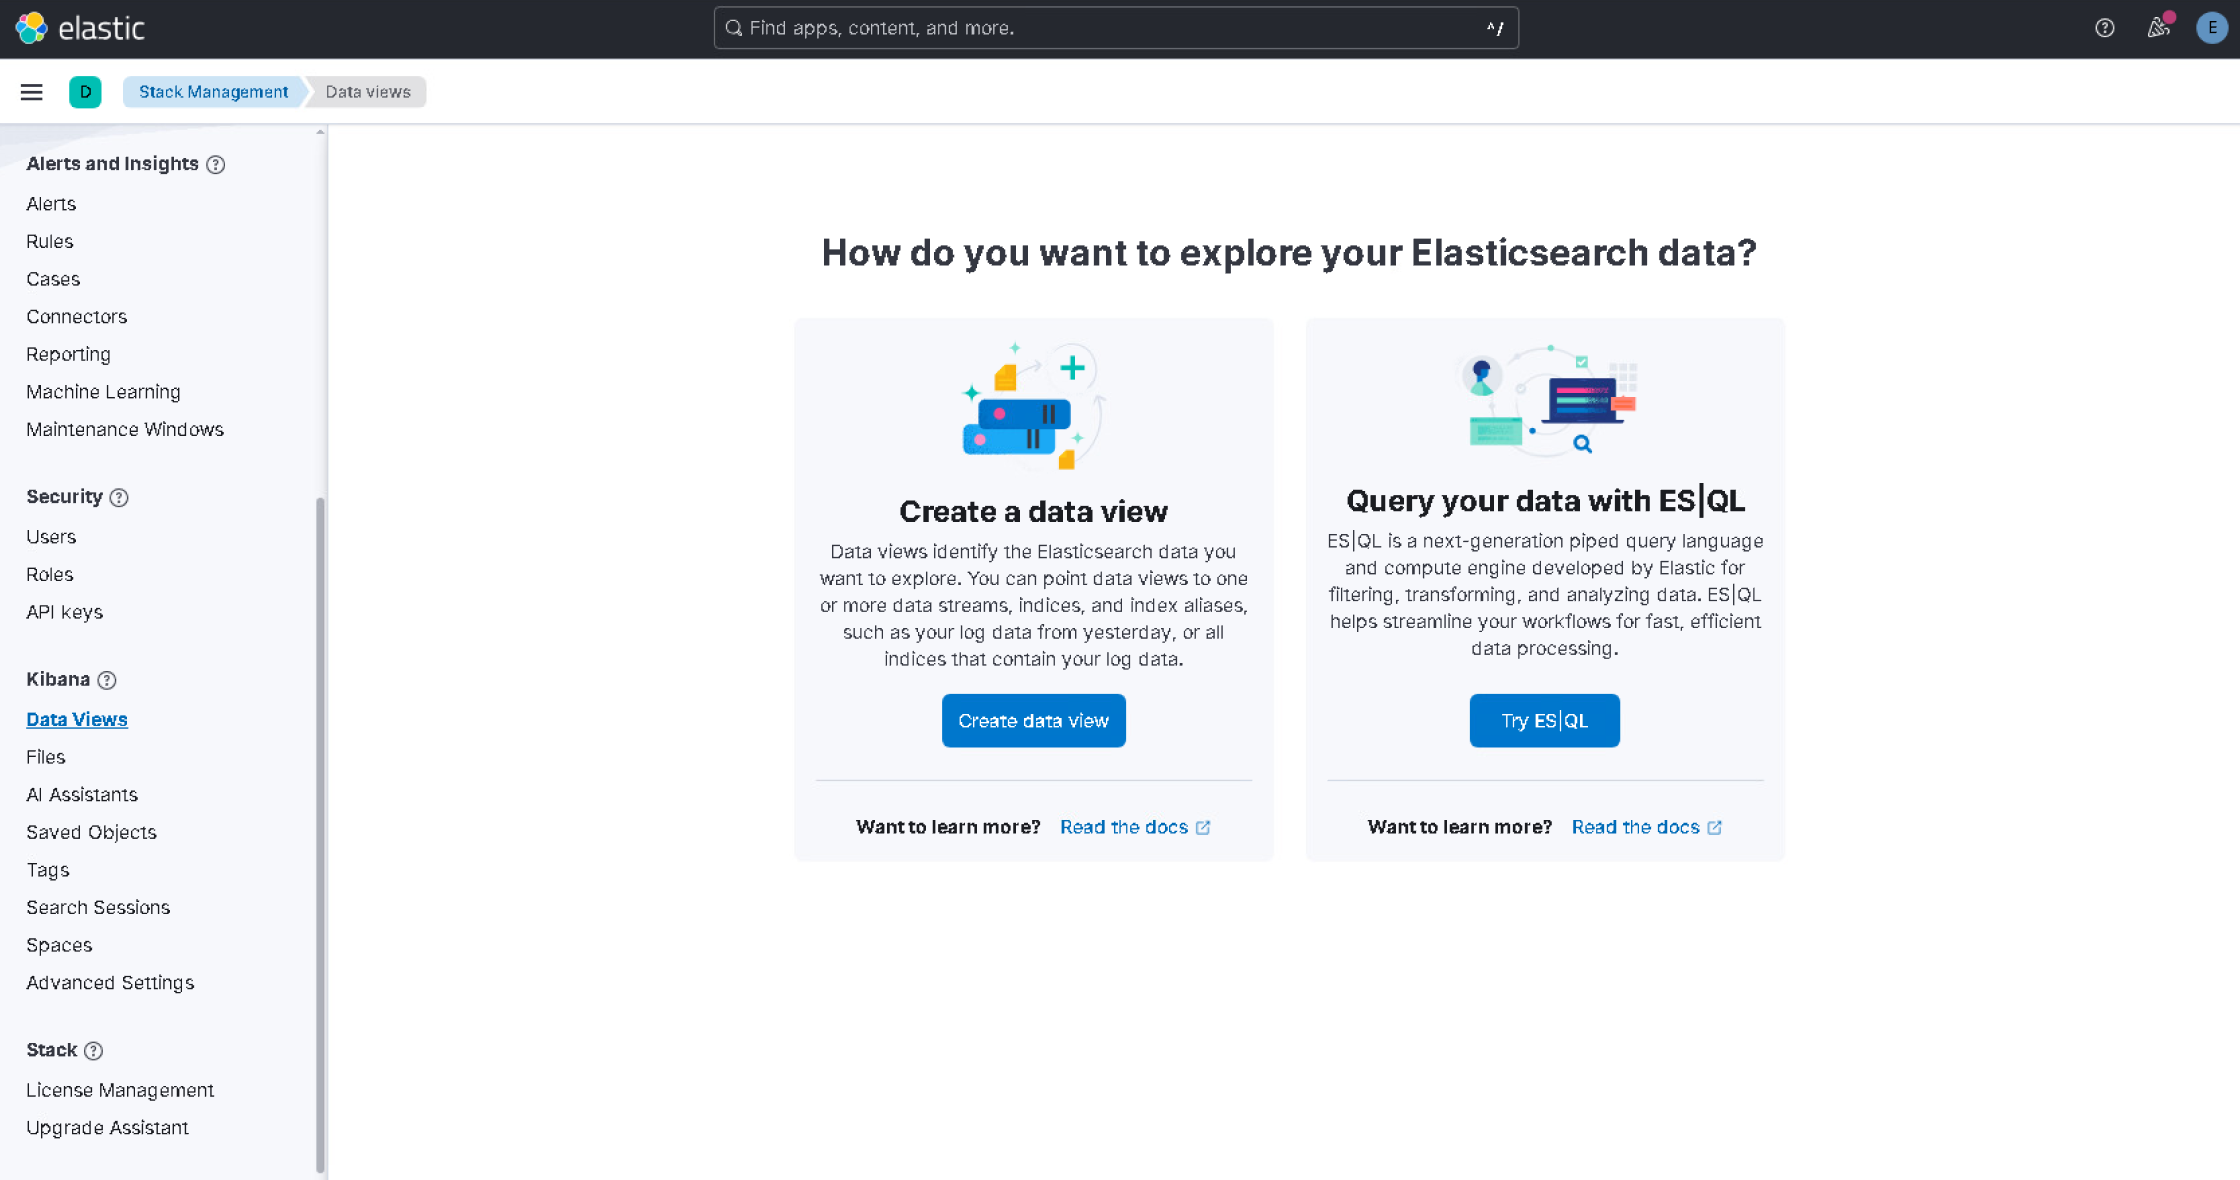 elastic
Find apps, content, and more.
^/
E
D
Stack Management
Data views
Alerts and Insights
Alerts
Rules
Cases
Connectors
Reporting
Machine Learning
Maintenance Windows
Security
Users
Roles
API keys
Kibana
Data Views
Files
AI Assistants
Saved Objects
Tags
Search Sessions
Spaces
Advanced Settings
Stack
License Management
Upgrade Assistant
How do you want to explore your Elasticsearch data?
Create a data view
Data views identify the Elasticsearch data you
want to explore. You can point data views to one
or more data streams, indices, and index aliases,
such as your log data from yesterday, or all
indices that contain your log data.
Create data view
Want to learn more? Read the docs
Query your data with ES|QL
ES|QL is a next-generation piped query language
and compute engine developed by Elastic for
filtering, transforming, and analyzing data. ES|QL
helps streamline your workflows for fast, efficient
data processing.
Try ES|QL
Want to learn more? Read the docs